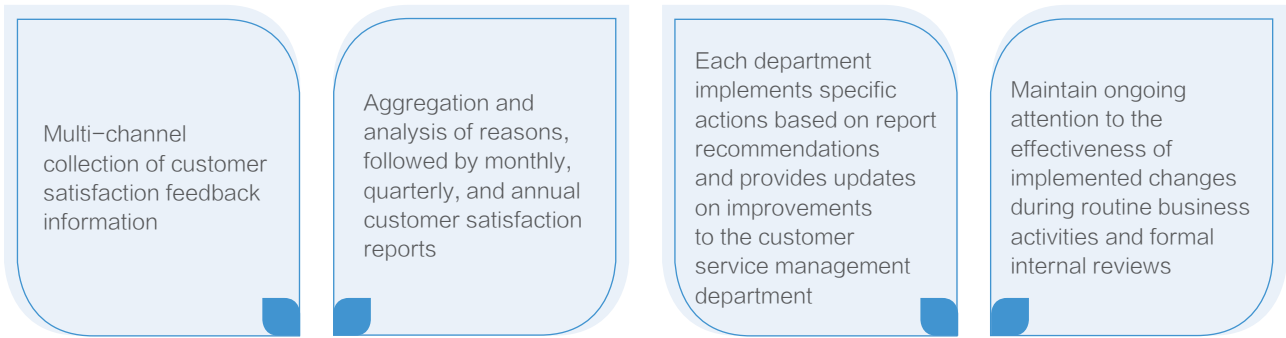 Multi-channel
collection of customer
satisfaction feedback
information
Aggregation and
analysis of reasons,
followed by monthly,
quarterly, and annual
customer satisfaction
reports
Each department
implements specific
actions based on report
recommendations
and provides updates
on improvements
to the customer
service management
department
Maintain ongoing
attention to the
effectiveness of
implemented changes
during routine business
activities and formal
internal reviews